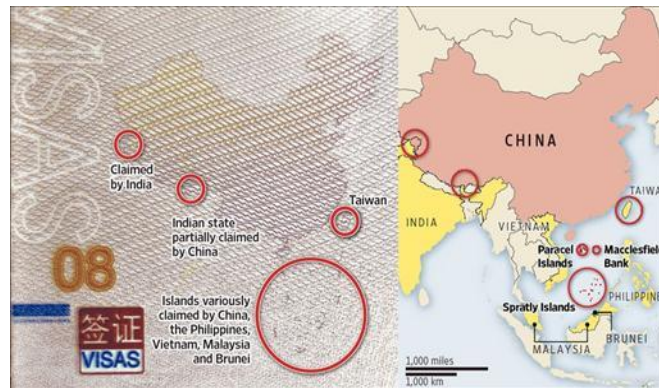 VISAS
Claimed
by India
Indian state
partially claimed
by China
Taiwan
08
Islands variously
claimed by China,
the Philippines,
Vietnam, Malaysia
and Brunei
签证
VISAS
CHINA
TAIWAN
INDIA
VIETNAM
Paracel
Islands
Macclesfield
Bank
PHILIPPINES
Spratly Islands
BRUNEI
MALAYSIA
1,000 miles
1,000 km